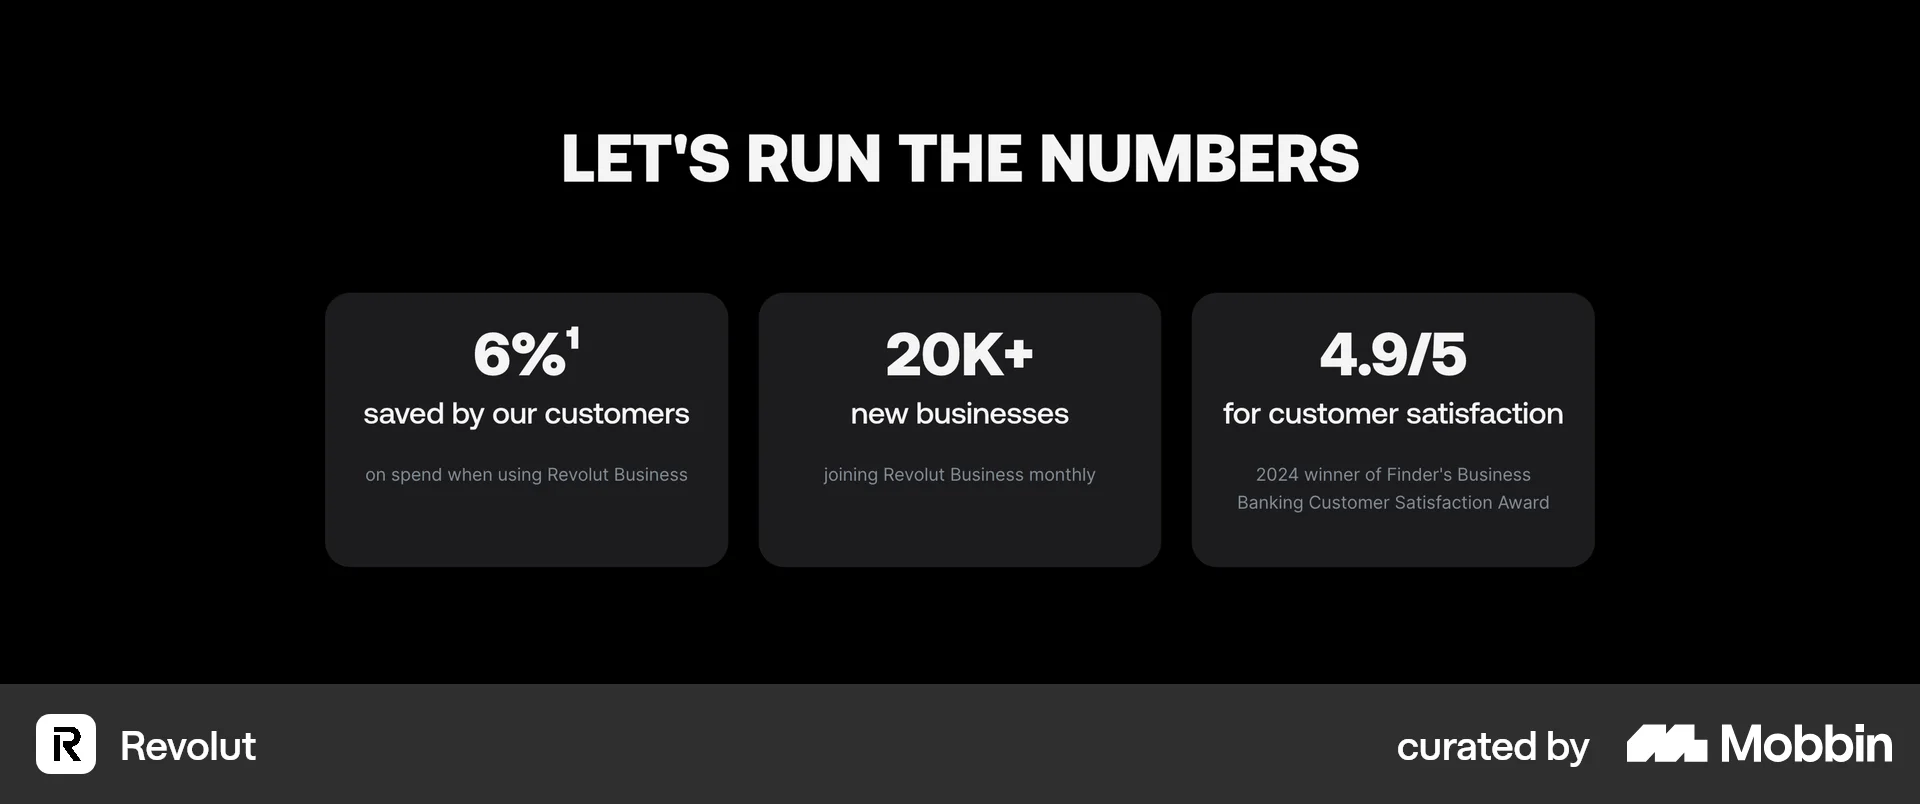 LET'S RUN THE NUMBERS
6%¹
saved by our customers
on spend when using Revolut Business
20K+
new businesses
joining Revolut Business monthly
4.9/5
for customer satisfaction
2024 winner of Finder's Business
Banking Customer Satisfaction Award
R Revolut
curated by Mobbin